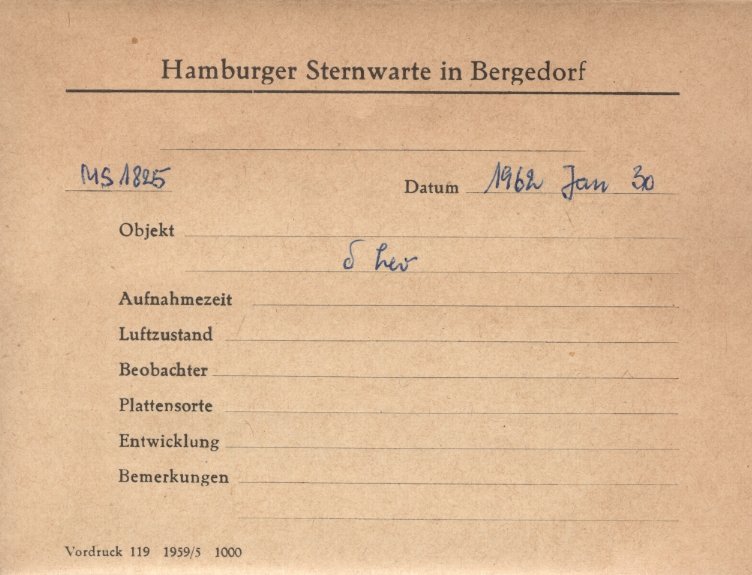 Hamburger Sternwarte in Bergedorf
MS 1825 Datum 1962 Jan 30
Objekt
δ Leo
Aufnahmezeit
Luftzustand
Beobachter
Plattensorte
Entwicklung
Bemerkungen
Vordruck 119 1959/5 1000